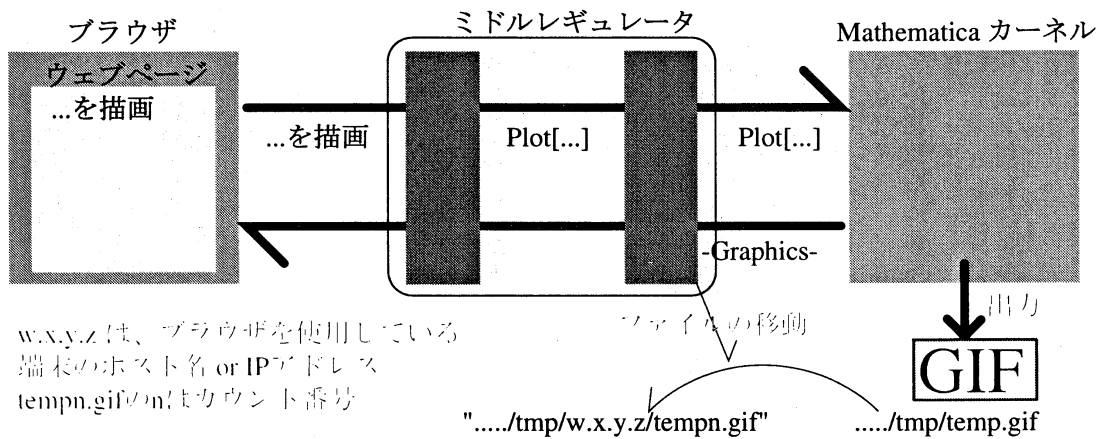 ブラウザ
ミドルレギュレータ
Mathematica カーネル
ウェブページ
...を描画
...を描画
Plot[...]
Plot[...]
-Graphics-
出力
GIF
w.x.y.z は、ブラウザを使用している
端末のホスト名 or IPアドレス
tempn.gifのnはカウント番号
ファイルの移動
"...../tmp/w.x.y.z/tempn.gif"
...../tmp/temp.gif